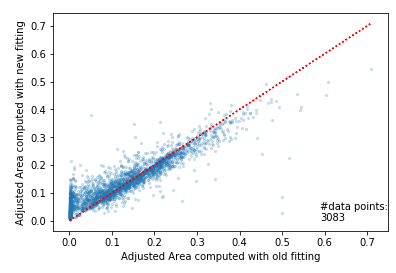 0.7
0.6
0.5
0.4
0.3
0.2
0.1
0.0
Adjusted Area computed with new fitting
#data points:
3083
0.0 0.1 0.2 0.3 0.4 0.5 0.6 0.7
Adjusted Area computed with old fitting